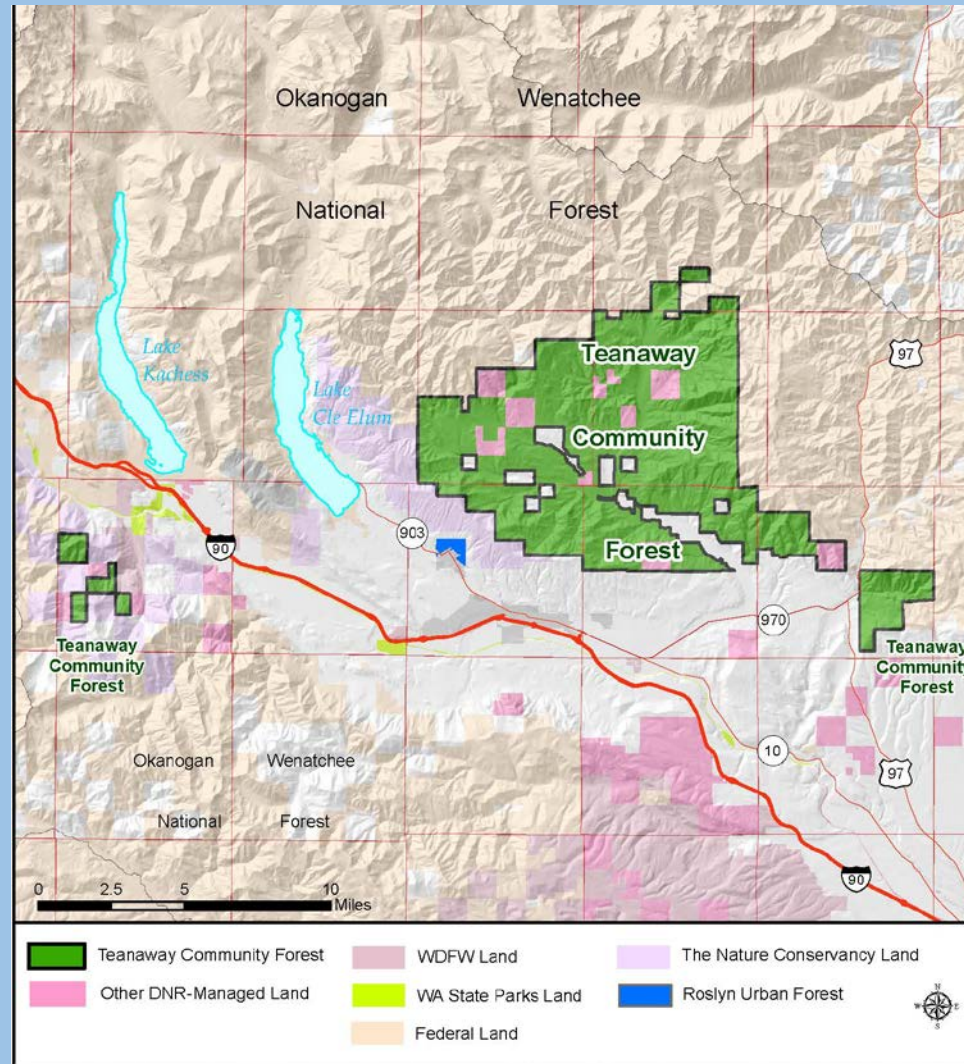 Okanogan Wenatchee
National Forest
Lake
Kachess
Lake
Cle Elum
Teanaway
Community
Forest
97
903
90
970
Teanaway
Community
Forest
Teanaway
Community
Forest
10
97
Okanogan Wenatchee
National Forest
90
0 2.5 5 10
Miles
Teanaway Community Forest
WDFW Land
The Nature Conservancy Land
Other DNR-Managed Land
WA State Parks Land
Roslyn Urban Forest
Federal Land
N
W E
S